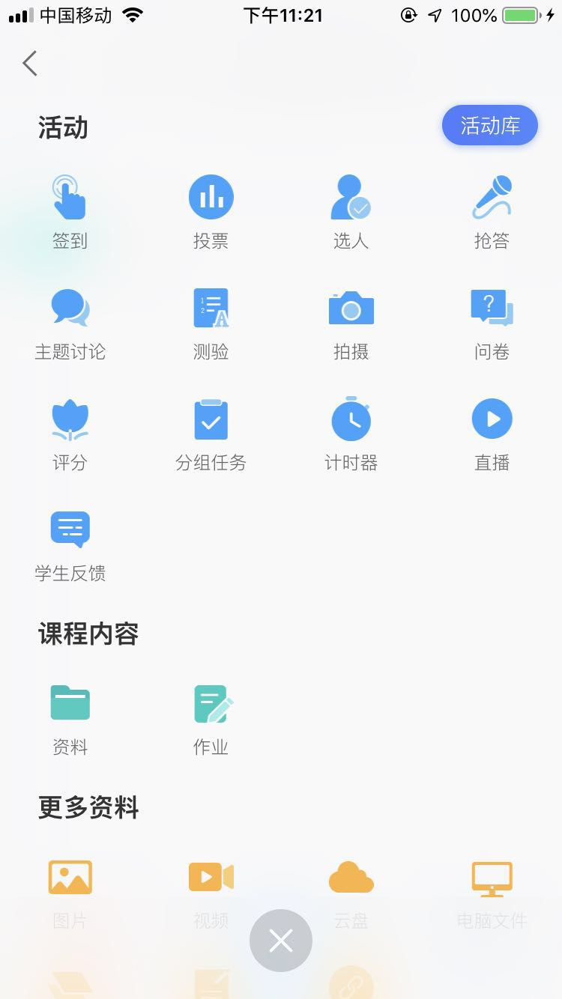 中国移动 下午11:21 100%
活动 活动库
签到 投票 选人 抢答
主题讨论 测验 拍摄 问卷
评分 分组任务 计时器 直播
学生反馈
课程内容
资料 作业
更多资料
图片 视频 云盘 电脑文件